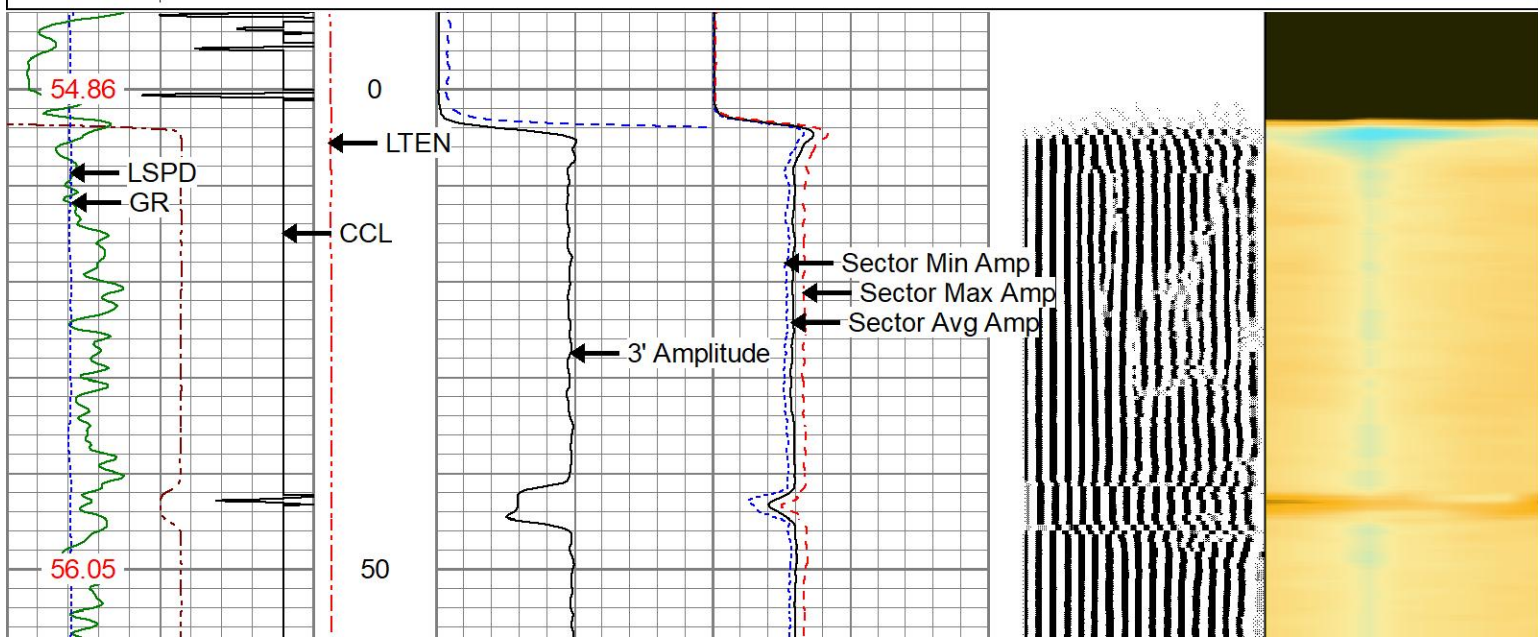 54.86
0
LTEN
LSPD
GR
CCL
Sector Min Amp
Sector Max Amp
Sector Avg Amp
3' Amplitude
56.05
50